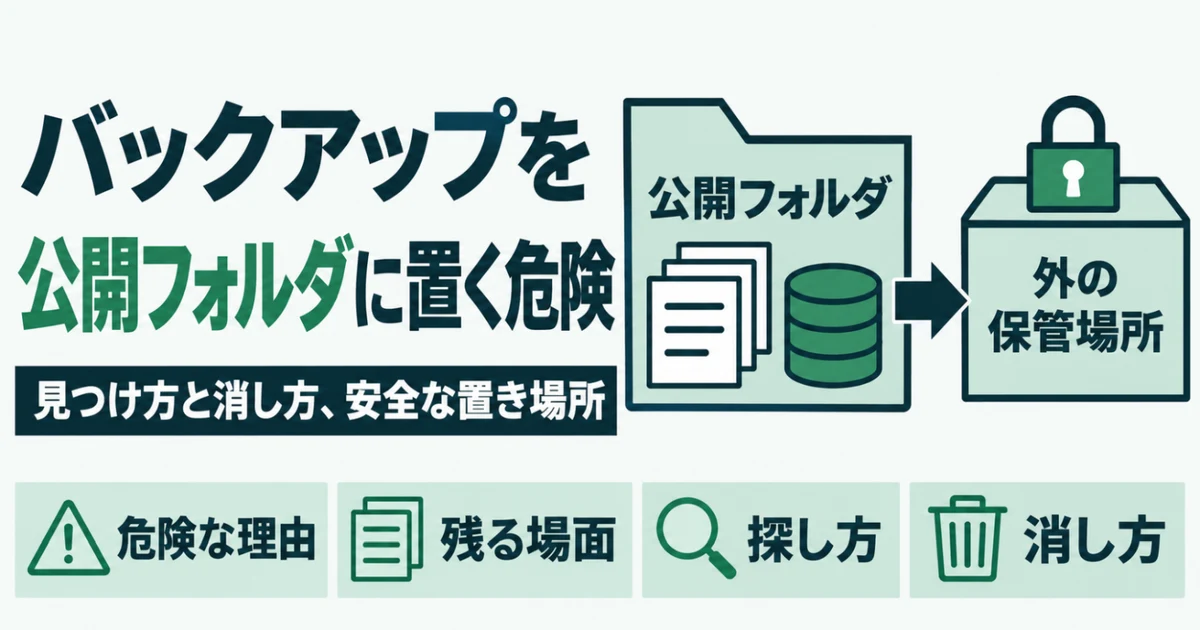 バックアップを
公開フォルダに置く危険
見つけ方と消し方、安全な置き場所
公開フォルダ
外の
保管場所
危険な理由
残る場面
探し方
消し方